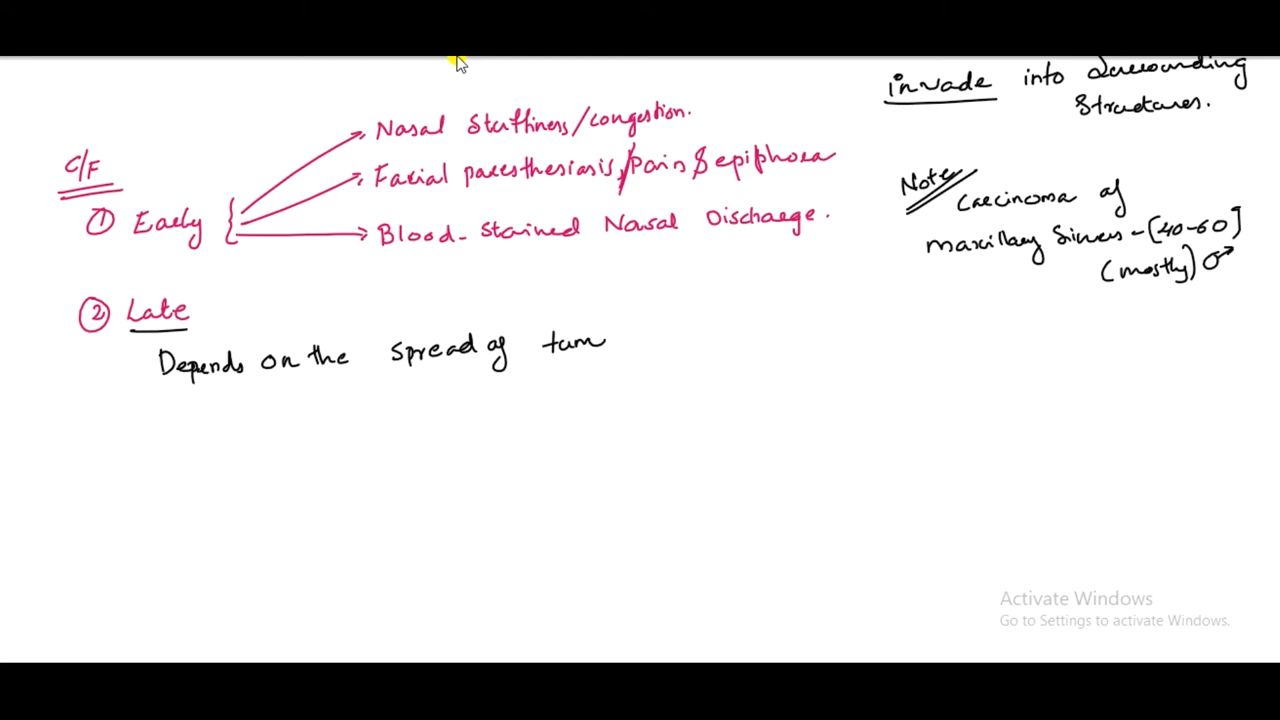 invade into surrounding
structures.
C/F
① Early
Nasal stuffiness/congestion.
Facial paresthesiasis,/Pain & epiphora
Blood-stained Nasal Discharge.
Note
Carcinoma of
maxillary Sinus - [40-60]
(mostly) ♂
② Late
Depends on the spread of tum
Activate Windows
Go to Settings to activate Windows.